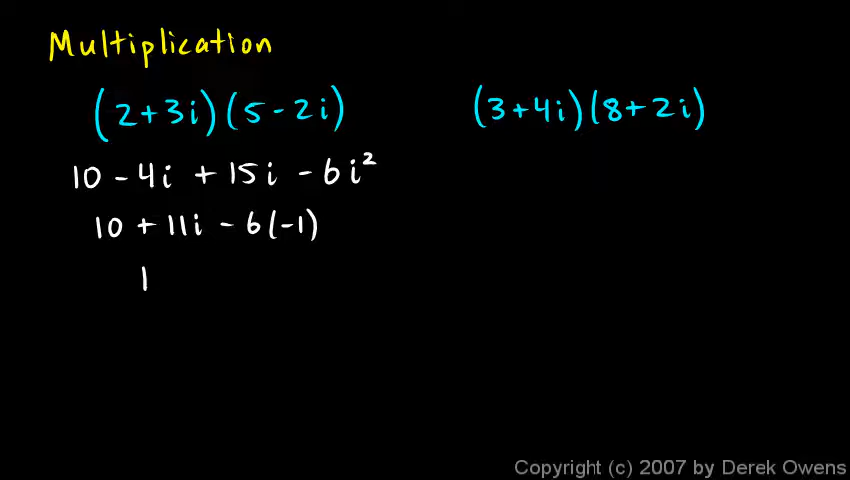 Multiplication
(2+3i)(5-2i)
10 - 4i + 15i - 6i²
10 + 11i - 6(-1)
1
(3+4i)(8+2i)
Copyright (c) 2007 by Derek Owens